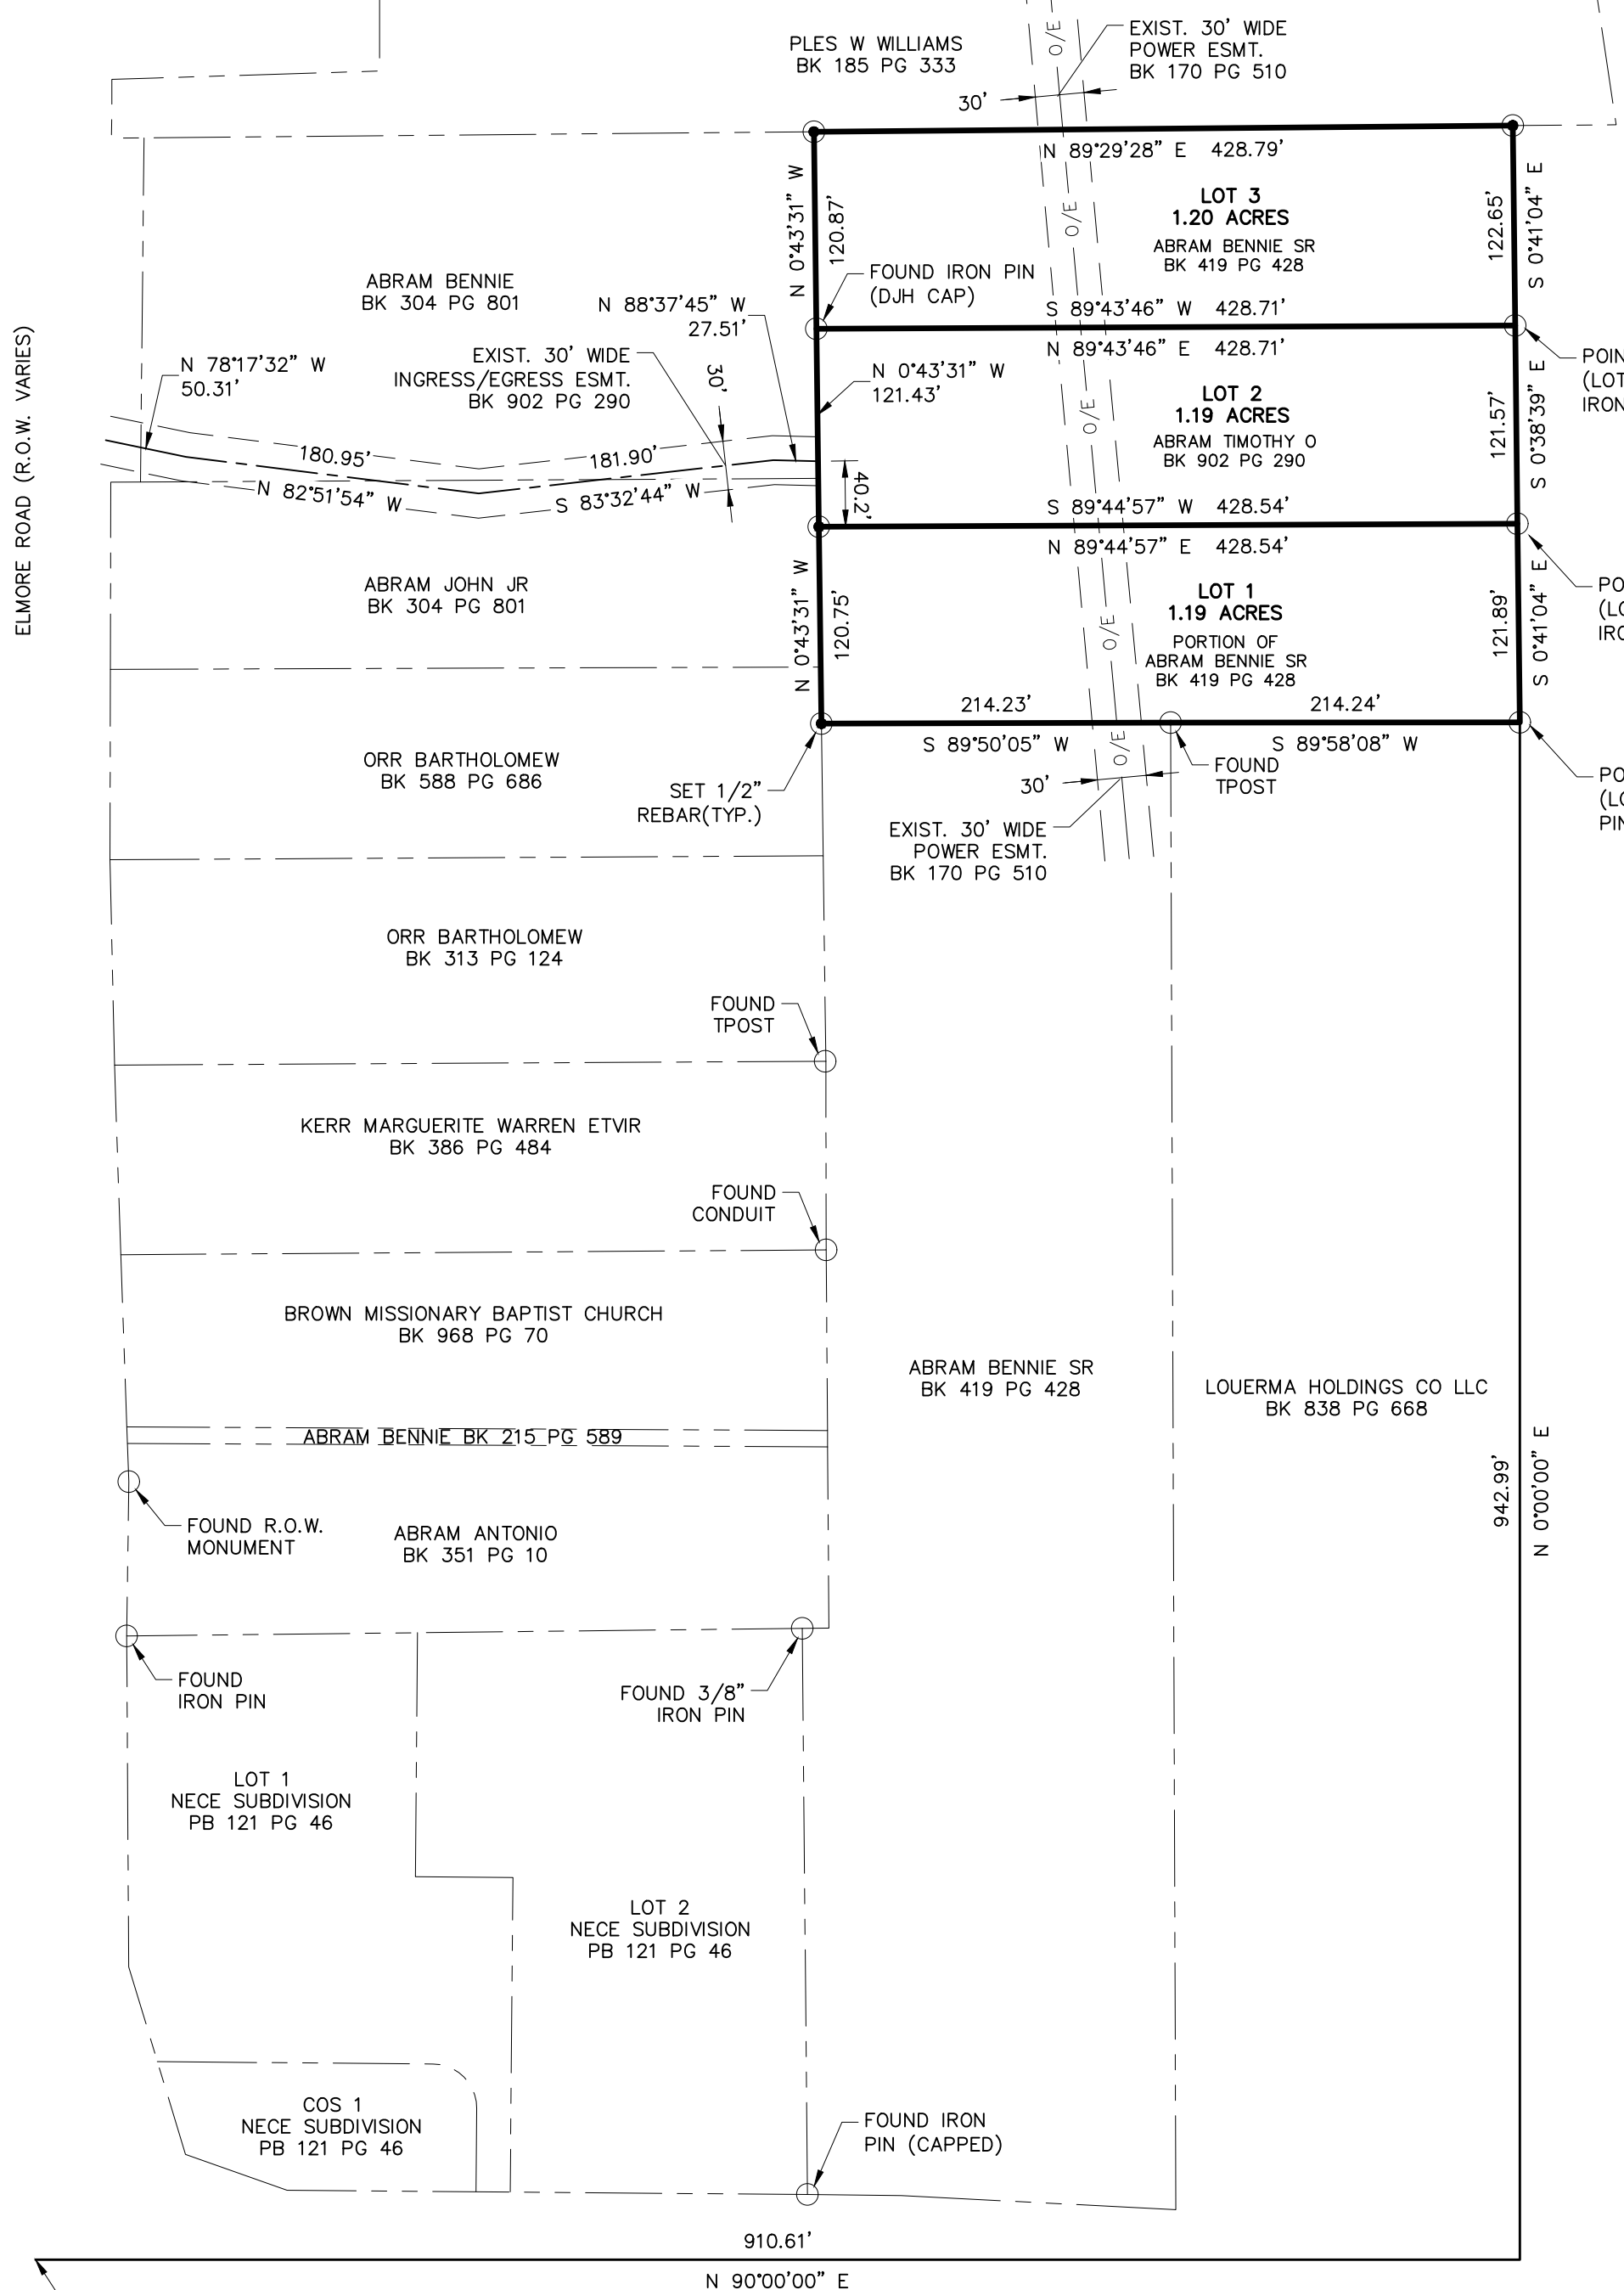 PLES W WILLIAMS
BK 185 PG 333
O/E
EXIST. 30' WIDE
POWER ESMT.
BK 170 PG 510
30'
N 89°29'28" E 428.79'
N 0°43'31" W
120.87'
O/E
LOT 3
1.20 ACRES
ABRAM BENNIE SR
BK 419 PG 428
122.65'
S 0°41'04" E
ABRAM BENNIE
BK 304 PG 801
FOUND IRON PIN
(DJH CAP)
S 89°43'46" W 428.71'
N 88°37'45" W
27.51'
N 89°43'46" E 428.71'
ELMORE ROAD (R.O.W. VARIES)
N 78°17'32" W
50.31'
EXIST. 30' WIDE
INGRESS/EGRESS ESMT.
BK 902 PG 290
30'
N 0°43'31" W
121.43'
O/E
LOT 2
1.19 ACRES
ABRAM TIMOTHY O
BK 902 PG 290
121.57'
S 0°38'39" E
POIN
(LOT
IRON
180.95'
181.90'
N 82°51'54" W
S 83°32'44" W
40.2'
S 89°44'57" W 428.54'
N 89°44'57" E 428.54'
ABRAM JOHN JR
BK 304 PG 801
N 0°43'31" W
120.75'
O/E
LOT 1
1.19 ACRES
PORTION OF
ABRAM BENNIE SR
BK 419 PG 428
121.89'
S 0°41'04" E
PO
(LO
IRO
214.23'
214.24'
S 89°50'05" W
S 89°58'08" W
O/E
ORR BARTHOLOMEW
BK 588 PG 686
SET 1/2"
REBAR(TYP.)
30'
FOUND
TPOST
PO
(LO
PIN
EXIST. 30' WIDE
POWER ESMT.
BK 170 PG 510
ORR BARTHOLOMEW
BK 313 PG 124
FOUND
TPOST
KERR MARGUERITE WARREN ETVIR
BK 386 PG 484
FOUND
CONDUIT
BROWN MISSIONARY BAPTIST CHURCH
BK 968 PG 70
ABRAM BENNIE SR
BK 419 PG 428
LOUERMA HOLDINGS CO LLC
BK 838 PG 668
ABRAM BENNIE BK 215 PG 589
942.99'
N 0°00'00" E
FOUND R.O.W.
MONUMENT
ABRAM ANTONIO
BK 351 PG 10
FOUND
IRON PIN
FOUND 3/8"
IRON PIN
LOT 1
NECE SUBDIVISION
PB 121 PG 46
LOT 2
NECE SUBDIVISION
PB 121 PG 46
COS 1
NECE SUBDIVISION
PB 121 PG 46
FOUND IRON
PIN (CAPPED)
910.61'
N 90°00'00" E